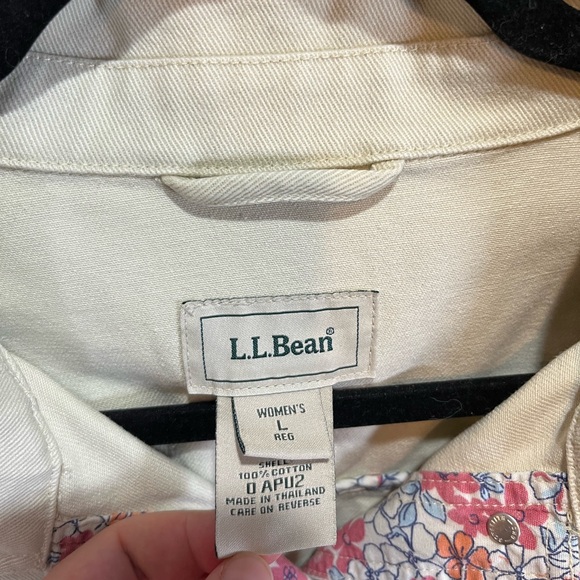 L.L.Bean®
WOMEN'S
L
REG
SHELL
100% COTTON
0 APU2
MADE IN THAILAND
CARE ON REVERSE